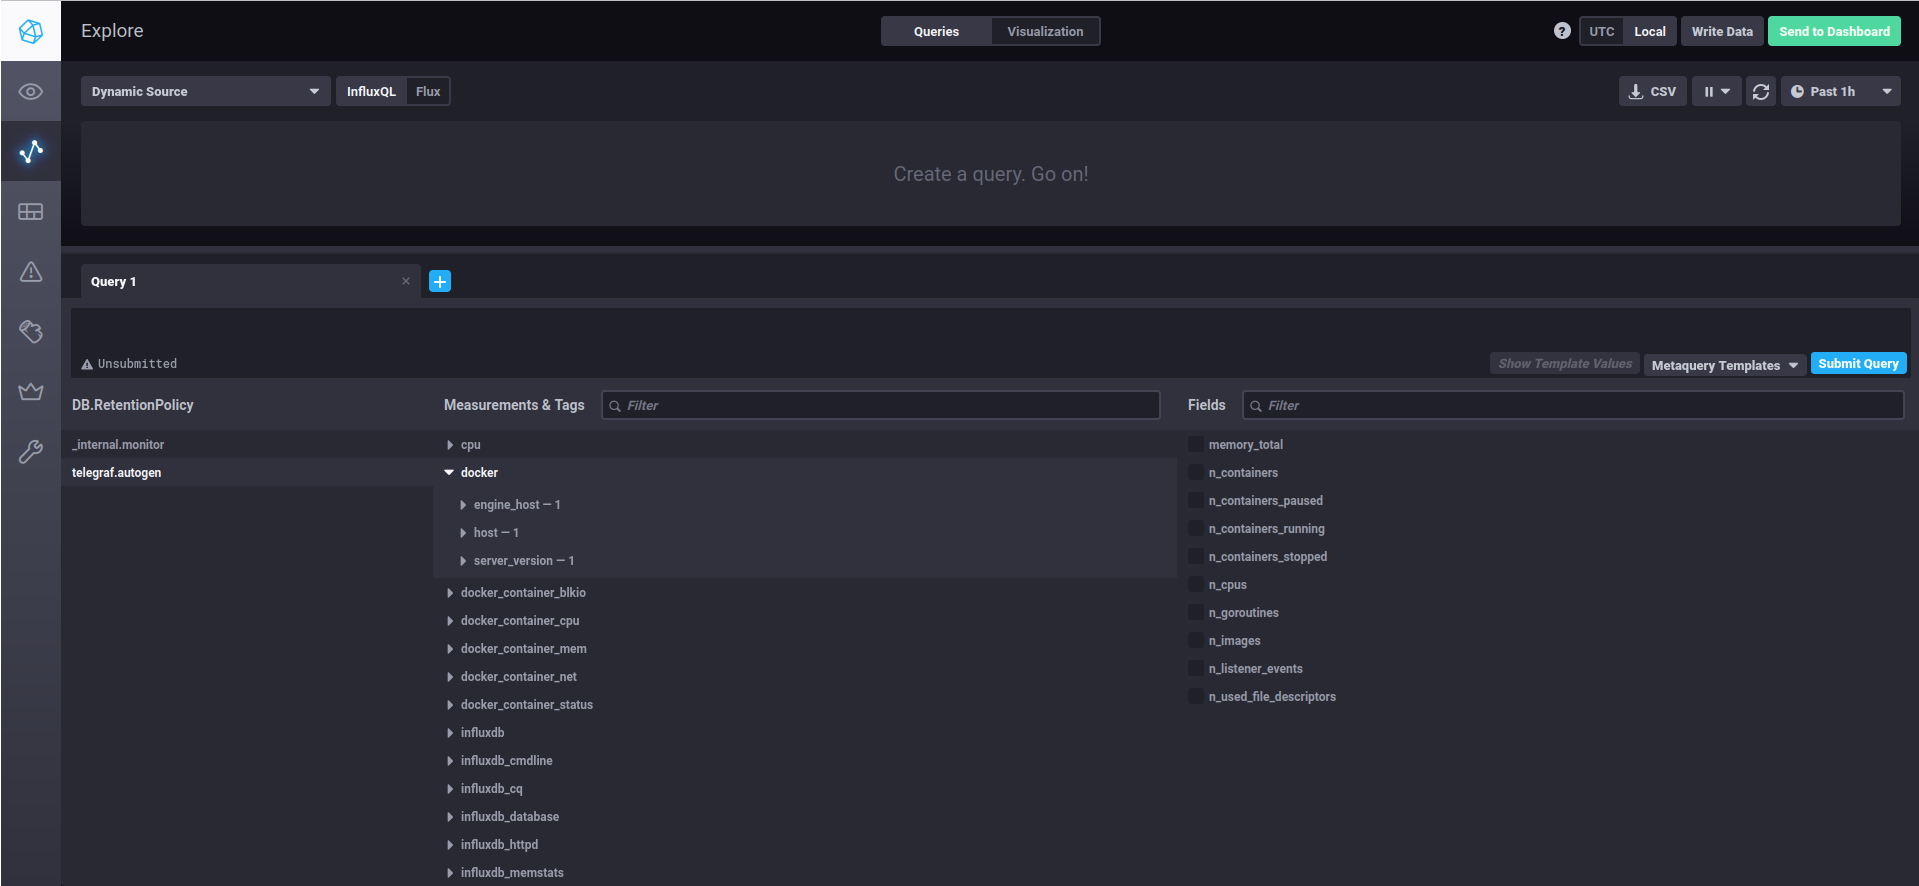 Explore
Queries
Visualization
?
UTC
Local
Write Data
Send to Dashboard
Dynamic Source
InfluxQL
Flux
CSV
Past 1h
Create a query. Go on!
Query 1
Unsubmitted
Show Template Values
Metaquery Templates
Submit Query
DB.RetentionPolicy
_internal.monitor
telegraf.autogen
Measurements & Tags
Filter
cpu
docker
engine_host — 1
host — 1
server_version — 1
docker_container_blkio
docker_container_cpu
docker_container_mem
docker_container_net
docker_container_status
influxdb
influxdb_cmdline
influxdb_cq
influxdb_database
influxdb_httpd
influxdb_memstats
Fields
Filter
memory_total
n_containers
n_containers_paused
n_containers_running
n_containers_stopped
n_cpus
n_goroutines
n_images
n_listener_events
n_used_file_descriptors